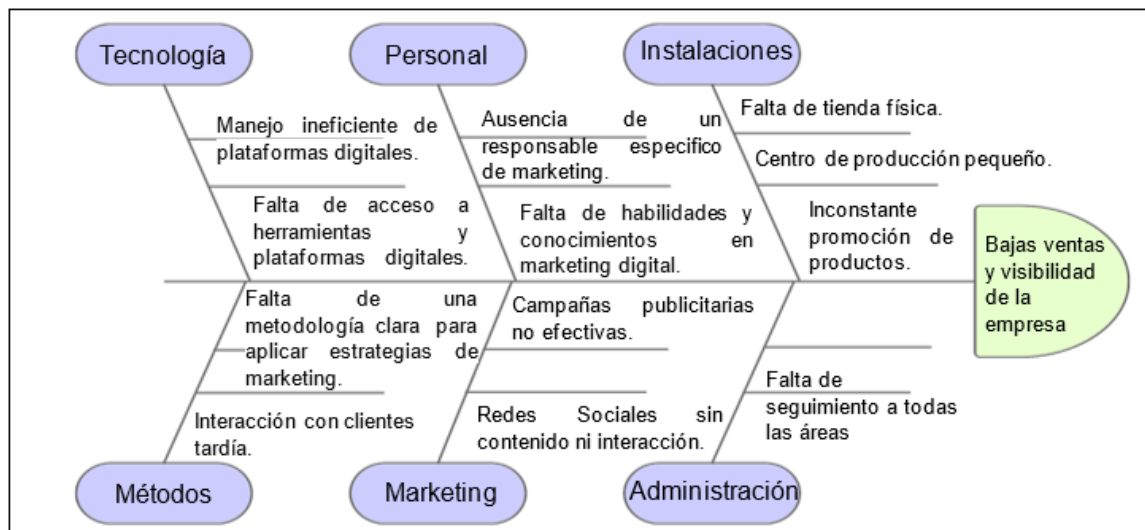 Tecnología
Personal
Instalaciones
Manejo ineficiente de
plataformas digitales.
Falta de acceso a
herramientas y
plataformas digitales.
Ausencia de un
responsable especifico
de marketing.
Falta de habilidades y
conocimientos en
marketing digital.
Falta de tienda física.
Centro de producción pequeño.
Inconstante
promoción de
productos.
Bajas ventas
y visibilidad
de la
empresa
Falta de una
metodología clara para
aplicar estrategias de
marketing.
Interacción con clientes
tardía.
Campañas publicitarias
no efectivas.
Redes Sociales sin
contenido ni interacción.
Falta de
seguimiento a todas
las áreas
Métodos
Marketing
Administración